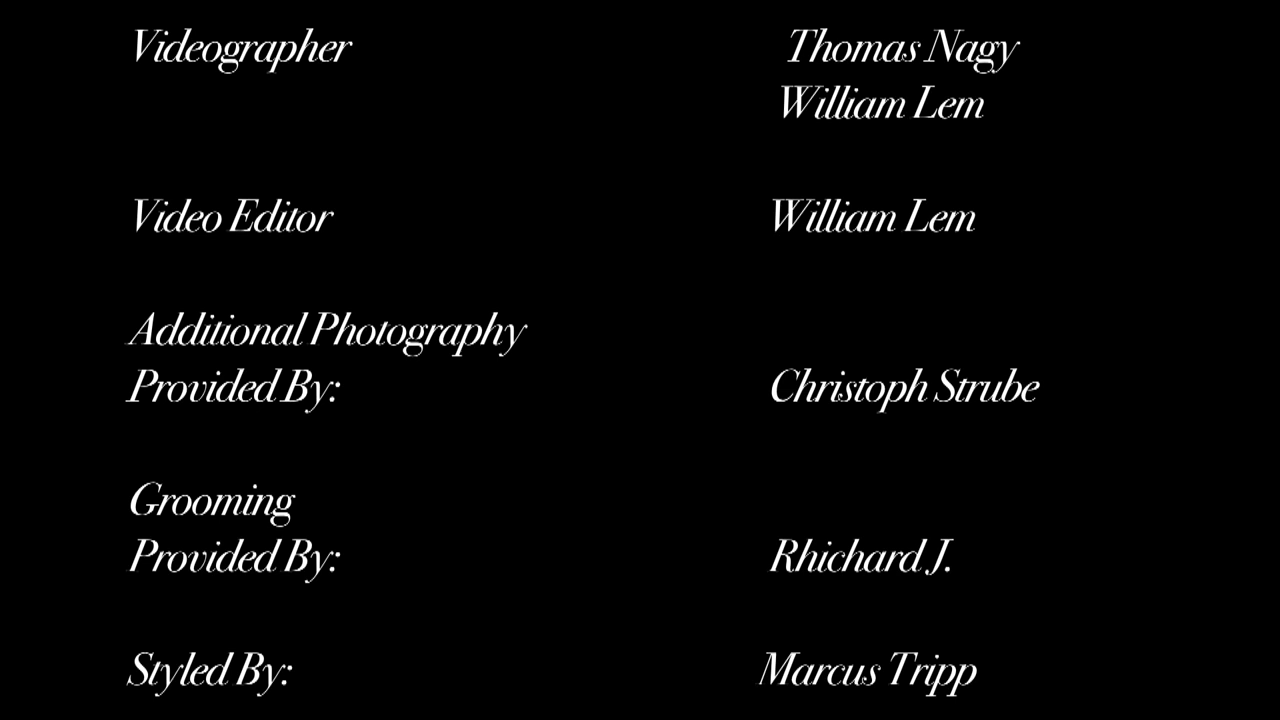 Videographer Thomas Nagy
William Lem
Video Editor William Lem
Additional Photography
Provided By: Christoph Strube
Grooming
Provided By: Rhichard J.
Styled By: Marcus Tripp